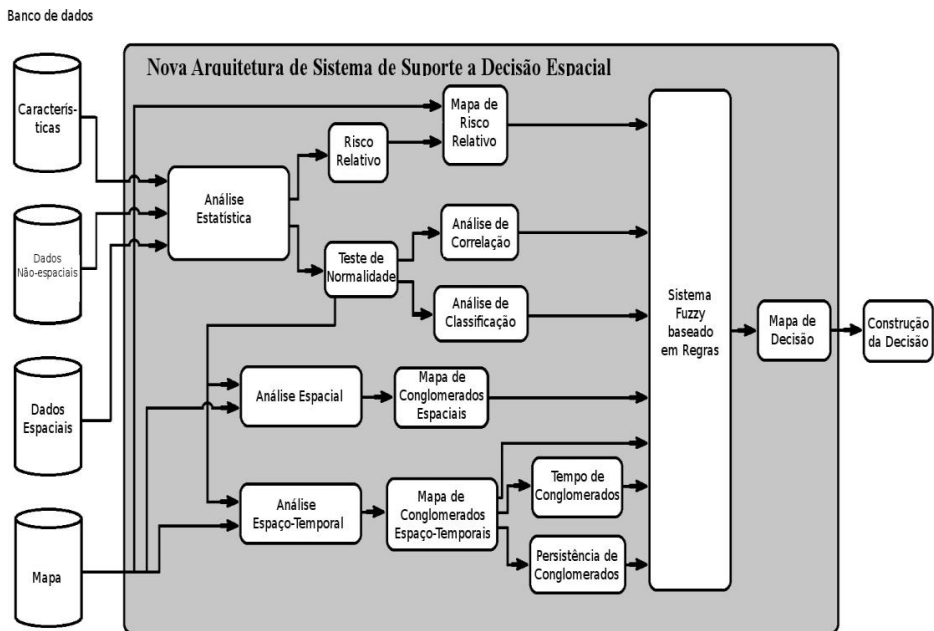 Banco de dados
Nova Arquitetura de Sistema de Suporte a Decisão Espacial
Caracterís-
ticas
Dados
Não-espaciais
Dados
Espaciais
Mapa
Análise
Estatística
Risco
Relativo
Mapa de
Risco
Relativo
Teste de
Normalidade
Análise de
Correlação
Análise de
Classificação
Análise Espacial
Mapa de
Conglomerados
Espaciais
Análise
Espaço-Temporal
Mapa de
Conglomerados
Espaço-Temporais
Tempo de
Conglomerados
Persistência de
Conglomerados
Sistema
Fuzzy
baseado
em Regras
Mapa de
Decisão
Construção
da Decisão